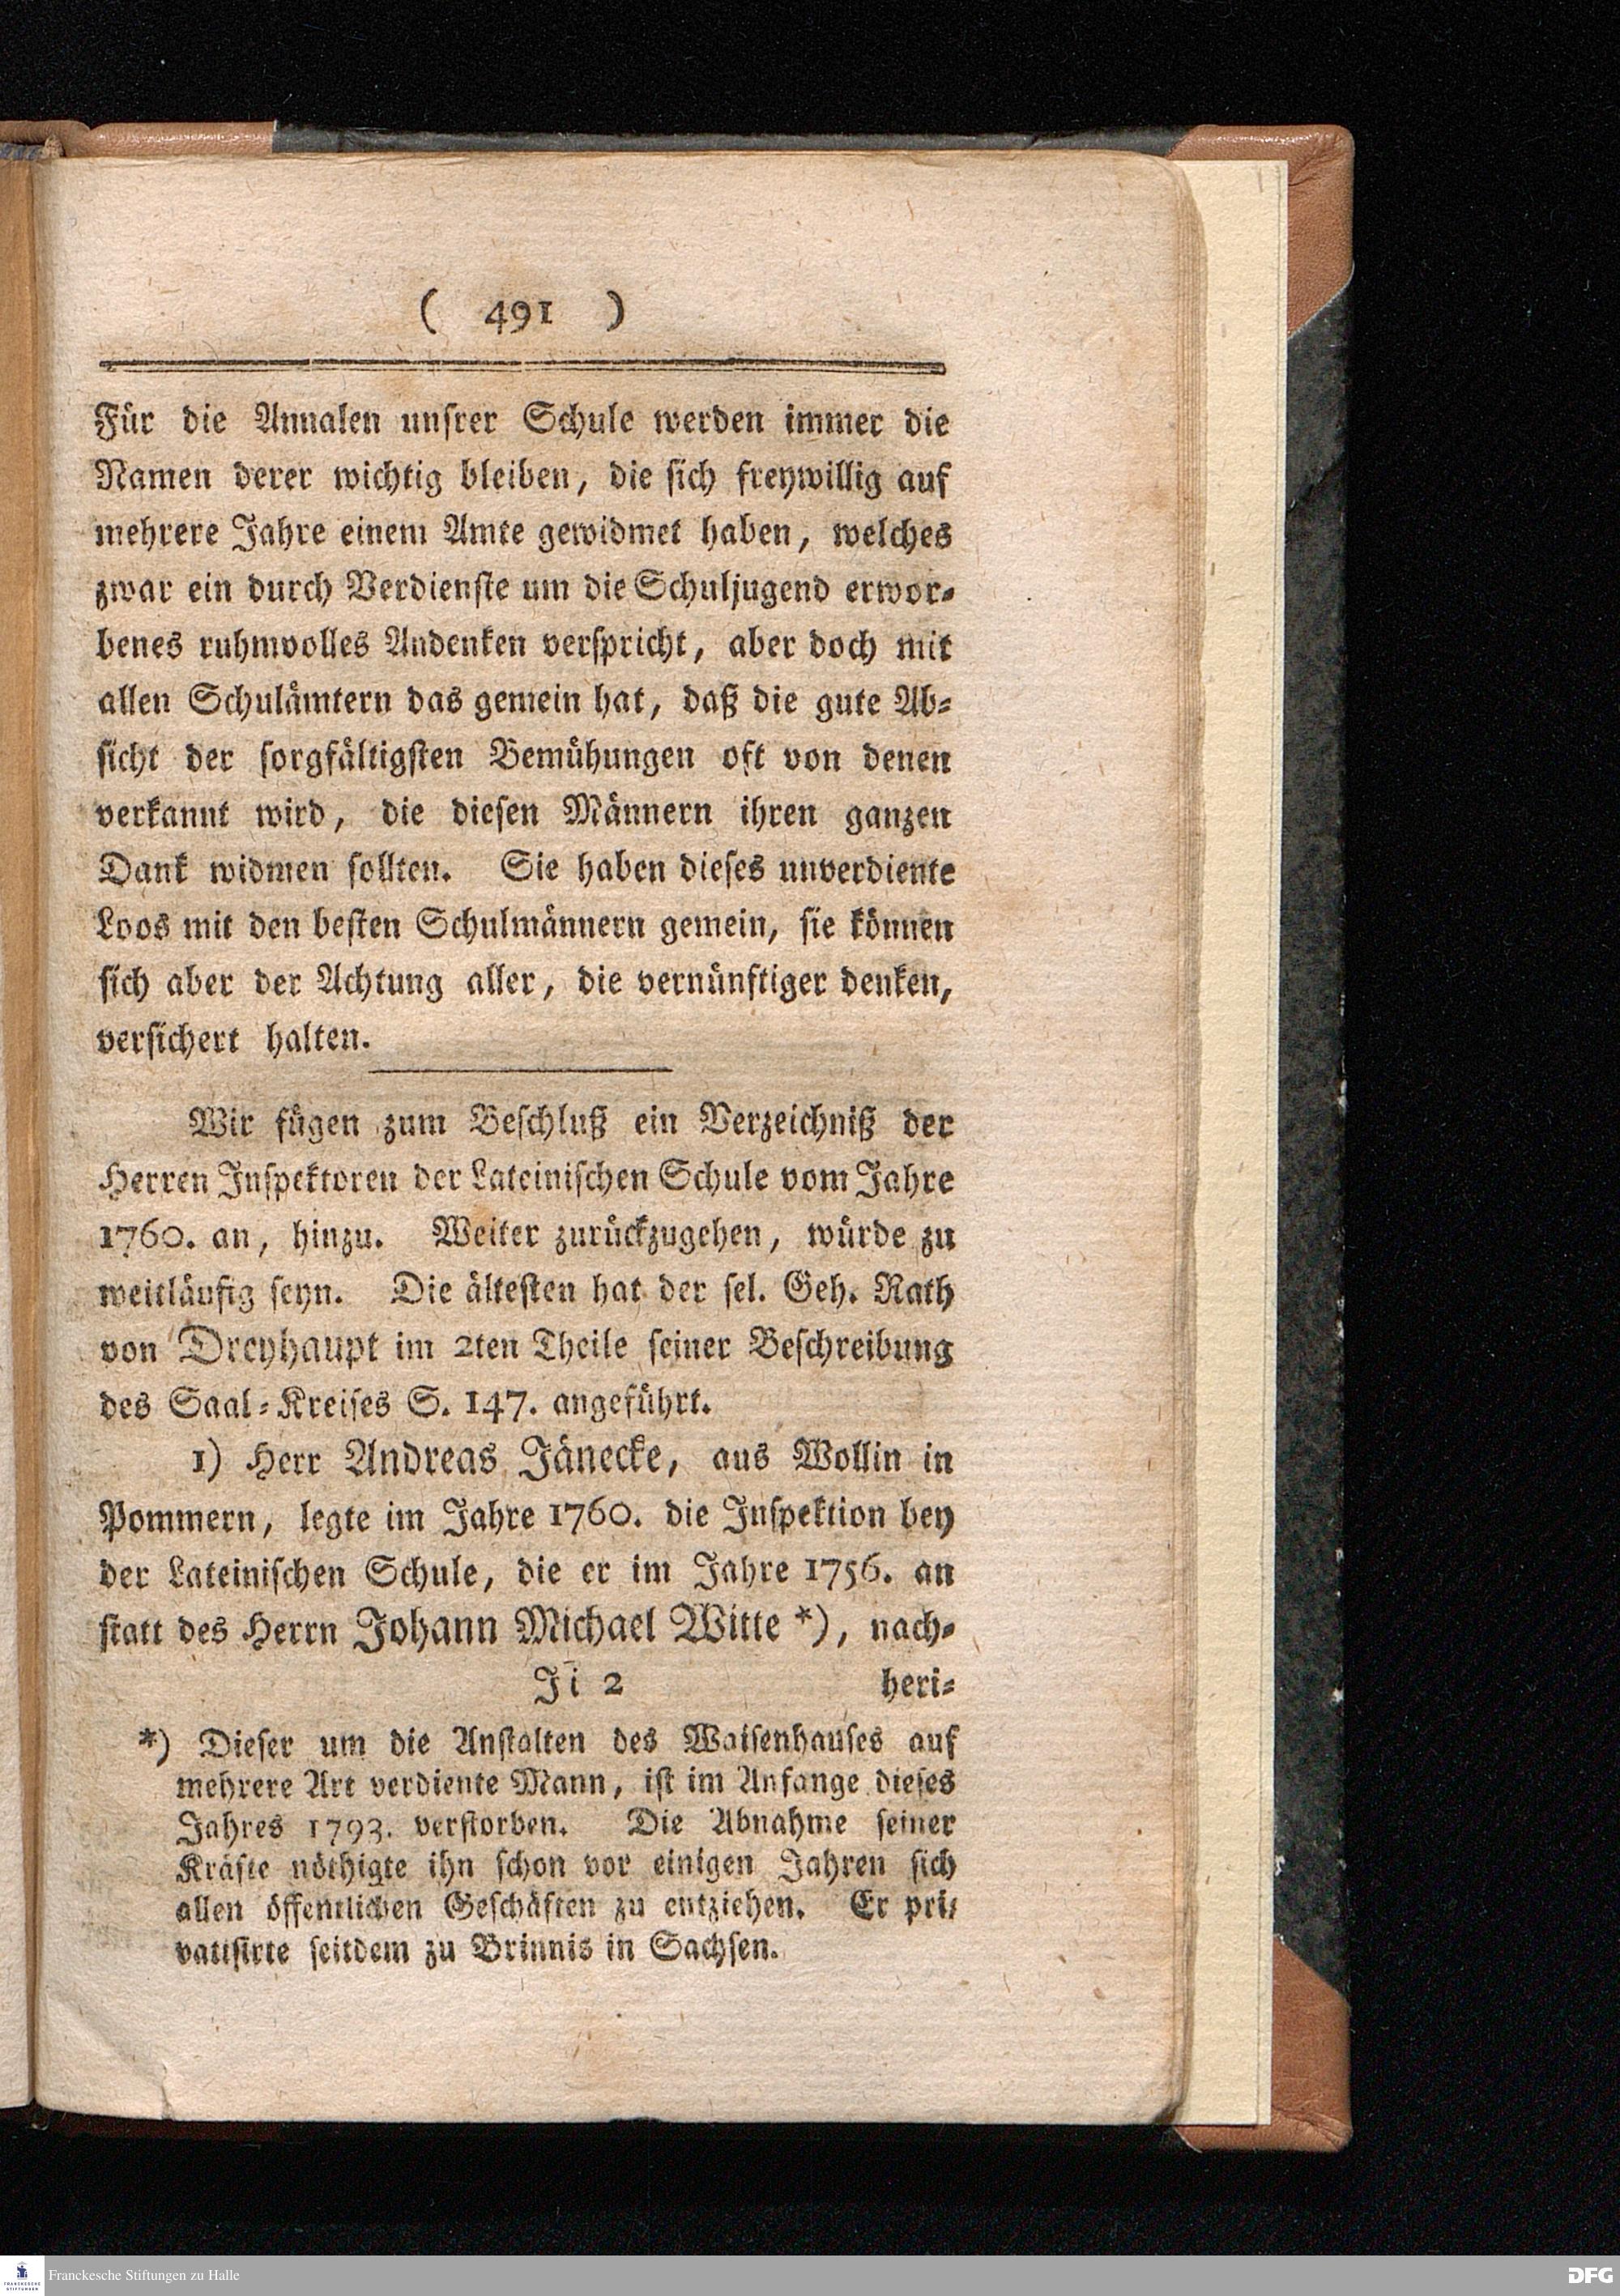 ( 491 )
Für die Annalen unsrer Schule werden immer die
Namen derer wichtig bleiben, die sich freywillig auf
mehrere Jahre einem Amte gewidmet haben, welches
zwar ein durch Verdienste um die Schuljugend erwor-
benes ruhmvolles Andenken verspricht, aber doch mit
allen Schulämtern das gemein hat, daß die gute Ab-
sicht der sorgfältigsten Bemühungen oft von denen
verkannt wird, die diesen Männern ihren ganzen
Dank widmen sollten. Sie haben dieses unverdiente
Loos mit den besten Schulmännern gemein, sie können
sich aber der Achtung aller, die vernünftiger denken,
versichert halten.
Wir fügen zum Beschluß ein Verzeichniß der
Herren Inspektoren der Lateinischen Schule vom Jahre
1760. an, hinzu. Weiter zurückzugehen, würde zu
weitläufig seyn. Die ältesten hat der sel. Geh. Rath
von Dreyhaupt im 2ten Theile seiner Beschreibung
des Saal-Kreises S. 147. angeführt.
1) Herr Andreas Jänecke, aus Wollin in
Pommern, legte im Jahre 1760. die Inspektion bey
der Lateinischen Schule, die er im Jahre 1756. an
statt des Herrn Johann Michael Witte *), nach-
Ji 2 heri-
*) Dieser um die Anstalten des Waisenhauses auf
mehrere Art verdiente Mann, ist im Anfange dieses
Jahres 1793. verstorben. Die Abnahme seiner
Kräfte nöthigte ihn schon vor einigen Jahren sich
allen öffentlichen Geschäften zu entziehen. Er pri-
vatisirte seitdem zu Brinnis in Sachsen.
FRANCKESCHE STIFTUNGEN
Franckesche Stiftungen zu Halle
DFG